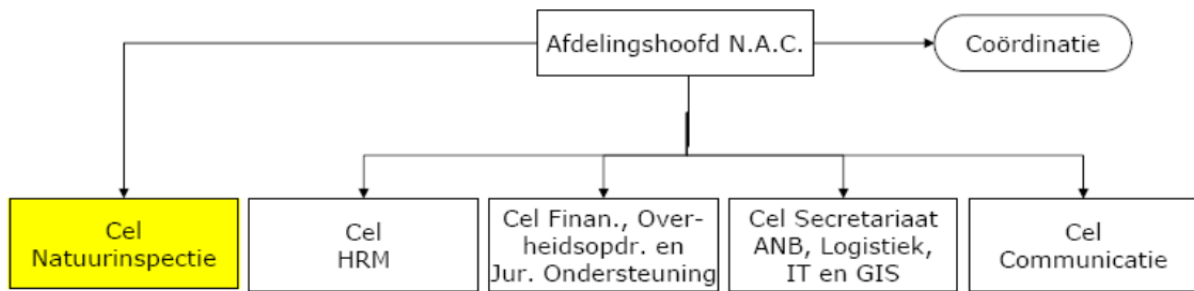 Afdelingshoofd N.A.C.
Coördinatie
Cel
Natuurinspectie
Cel
HRM
Cel Finan., Over-
heidsopdr. en
Jur. Ondersteuning
Cel Secretariaat
ANB, Logistiek,
IT en GIS
Cel
Communicatie